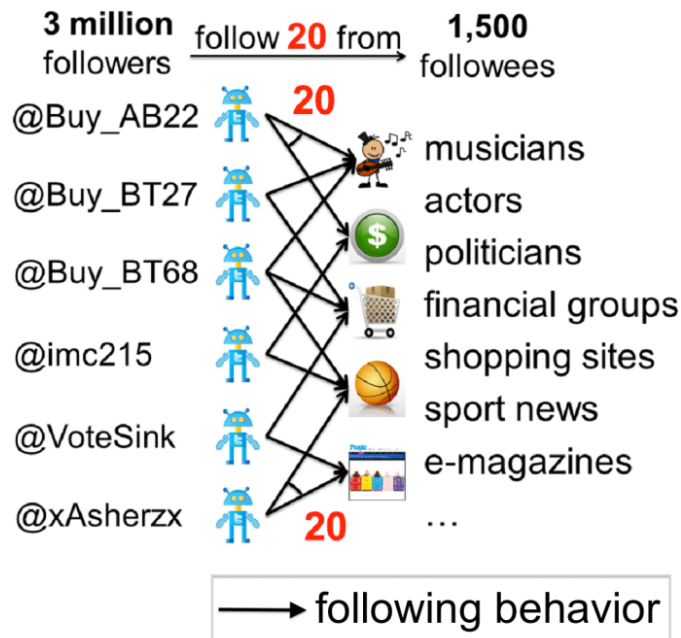 3 million
followers
follow 20 from
1,500
followees
20
@Buy_AB22
@Buy_BT27
@Buy_BT68
@imc215
@VoteSink
@xAsherzx
musicians
actors
politicians
$
financial groups
shopping sites
sport news
People
e-magazines
...
20
following behavior